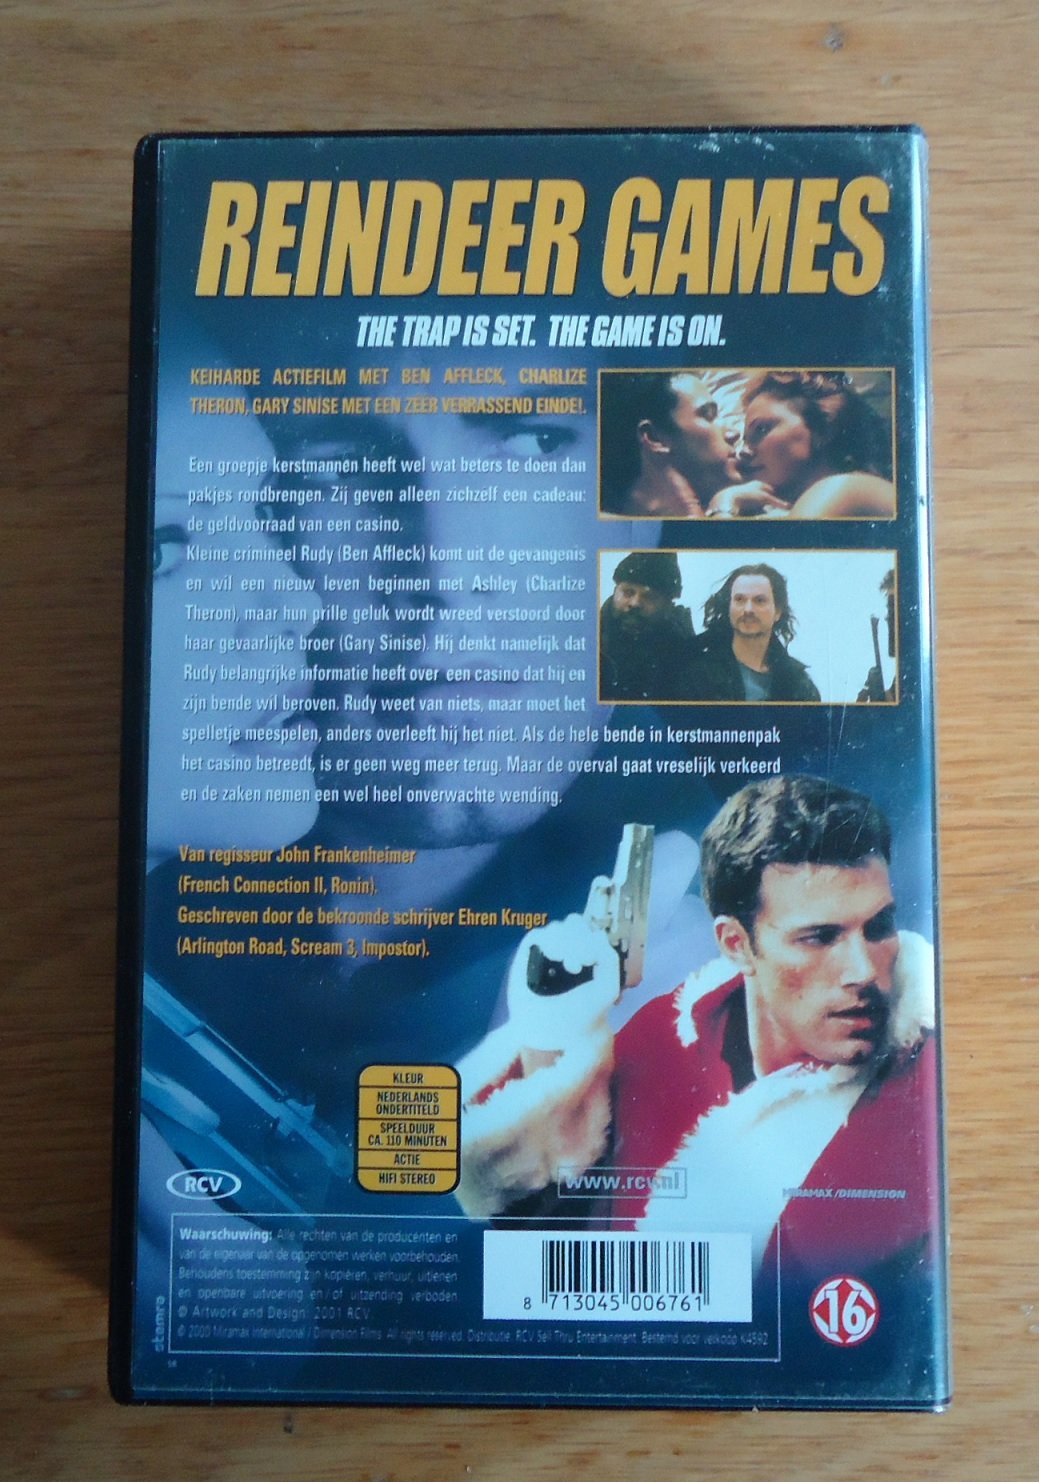 REINDEER GAMES
THE TRAP IS SET. THE GAME IS ON.
KEIHARDE ACTIEFILM MET BEN AFFLECK, CHARLIZE
THERON, GARY SINISE MET EEN ZEER VERRASSEND EINDE!.
Een groepje kerstmannen heeft wel wat beters te doen dan
pakjes rondbrengen. Zij geven alleen zichzelf een cadeau:
de geldvoorraad van een casino.
Kleine crimineel Rudy (Ben Affleck) komt uit de gevangenis
en wil een nieuw leven beginnen met Ashley (Charlize
Theron), maar hun prille geluk wordt wreed verstoord door
haar gevaarlijke broer (Gary Sinise). Hij denkt namelijk dat
Rudy belangrijke informatie heeft over een casino dat hij en
zijn bende wil beroven. Rudy weet van niets, maar moet het
spelletje meespelen, anders overleeft hij het niet. Als de hele bende in kerstmannenpak
het casino betreedt, is er geen weg meer terug. Maar de overval gaat vreselijk verkeerd
en de zaken nemen een wel heel onverwachte wending.
Van regisseur John Frankenheimer
(French Connection II, Ronin).
Geschreven door de bekroonde schrijver Ehren Kruger
(Arlington Road, Scream 3, Impostor).
KLEUR
NEDERLANDS
ONDERTITELD
SPEELDUUR
CA. 110 MINUTEN
ACTIE
HIFI STEREO
RCV
www.rcv.nl
MIRAMAX/DIMENSION
Waarschuwing: Alle rechten van de producenten en
van de eigenaar van de opgenomen werken voorbehouden.
Behoudens toestemming zijn kopiëren, verhuur, uitlenen
en openbare uitvoering en/of uitzending verboden.
© Artwork and Design: 2001 RCV.
© 2000 Miramax International / Dimension Films. All rights reserved. Distributie: RCV Sell Thru Entertainment. Bestemd voor verkoop K4592
8 713045 006761
16
stemra
SR